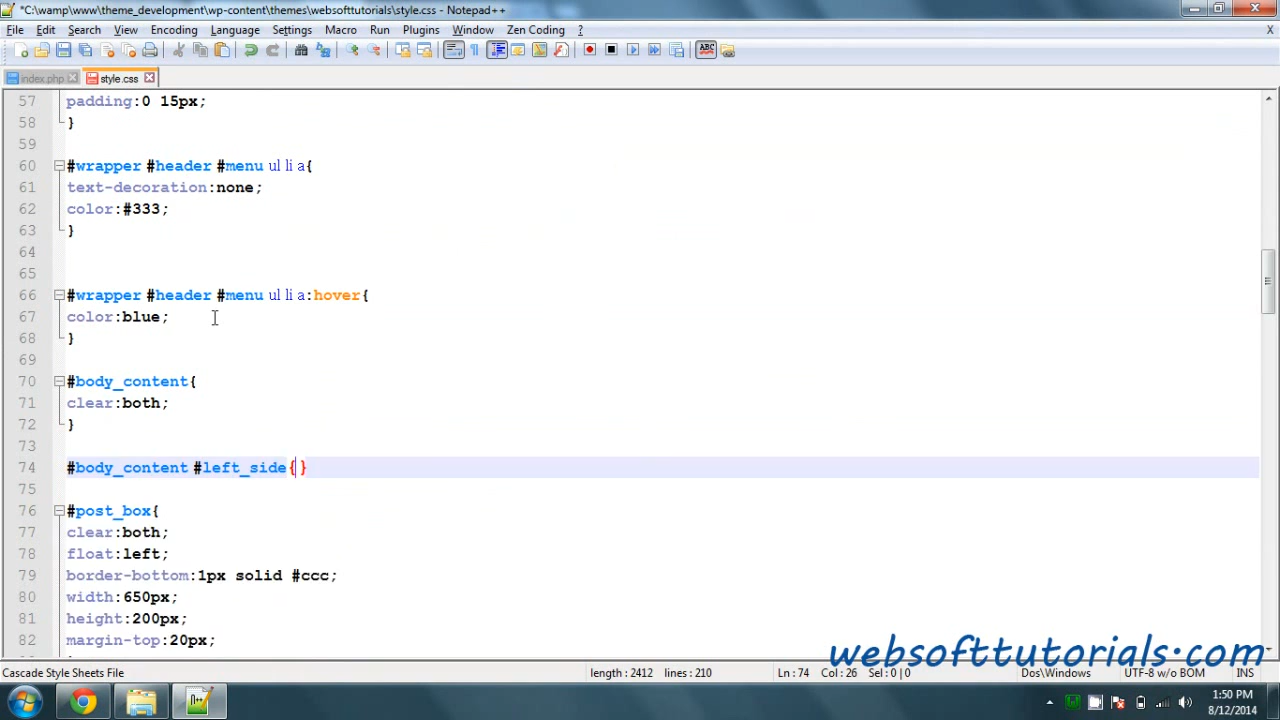 *C:\wamp\www\theme_development\wp-content\themes\websofttutorials\style.css - Notepad++
File Edit Search View Encoding Language Settings Macro Run Plugins Window Zen Coding ? X
index.php style.css
57 padding:0 15px;
58 }
59
60 #wrapper #header #menu ul li a{
61 text-decoration:none;
62 color:#333;
63 }
64
65
66 #wrapper #header #menu ul li a:hover{
67 color:blue;
68 }
69
70 #body_content{
71 clear:both;
72 }
73
74 #body_content #left_side{}
75
76 #post_box{
77 clear:both;
78 float:left;
79 border-bottom:1px solid #ccc;
80 width:650px;
81 height:200px;
82 margin-top:20px;
websofttutorials.com
Cascade Style Sheets File length : 2412 lines : 210 Ln : 74 Col : 26 Sel : 0 | 0 Dos\Windows UTF-8 w/o BOM INS
1:50 PM
8/12/2014